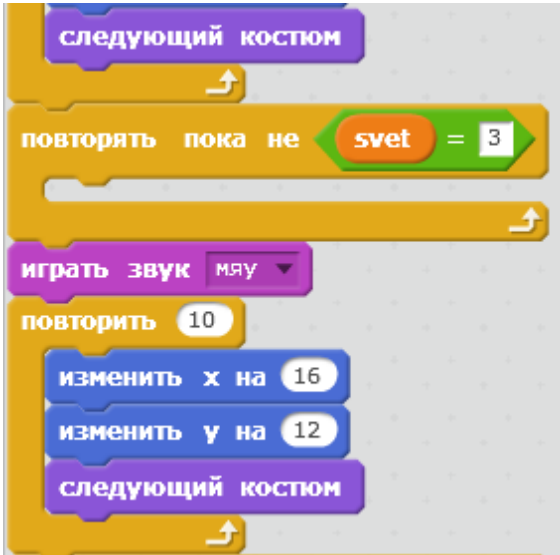 следующий костюм
повторять пока не svet = 3
играть звук мяу
повторить 10
изменить x на 16
изменить y на 12
следующий костюм